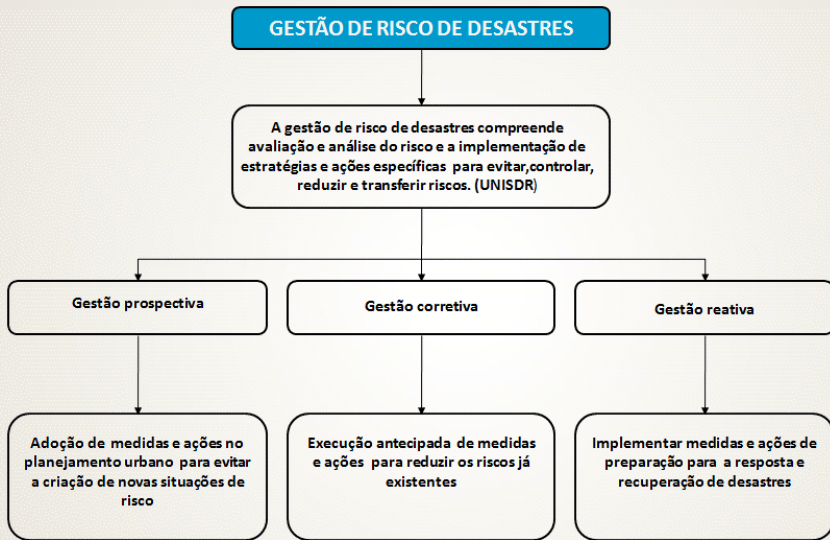 GESTÃO DE RISCO DE DESASTRES
A gestão de risco de desastres compreende
avaliação e análise do risco e a implementação de
estratégias e ações específicas para evitar,controlar,
reduzir e transferir riscos. (UNISDR)
Gestão prospectiva
Gestão corretiva
Gestão reativa
Adoção de medidas e ações no
planejamento urbano para evitar
a criação de novas situações de
risco
Execução antecipada de medidas
e ações para reduzir os riscos já
existentes
Implementar medidas e ações de
preparação para a resposta e
recuperação de desastres